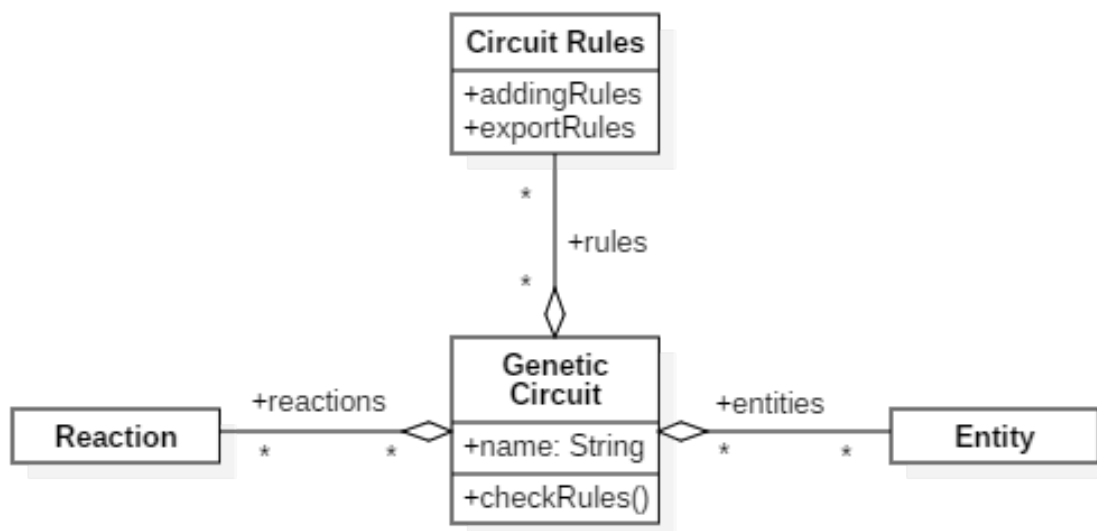 Circuit Rules
+addingRules
+exportRules
*
+rules
*
Genetic
Circuit
+name: String
+checkRules()
+reactions
Reaction
* *
+entities
Entity
* *